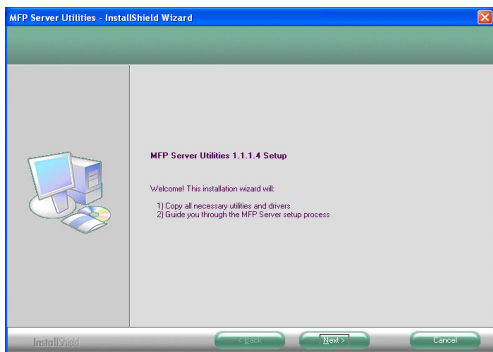 MFP Server Utilities - InstallShield Wizard
MFP Server Utilities 1.1.1.4 Setup
Welcome! This installation wizard will:
1) Copy all necessary utilities and drivers
2) Guide you through the MFP Server setup process
InstallShield
< Back
Next >
Cancel